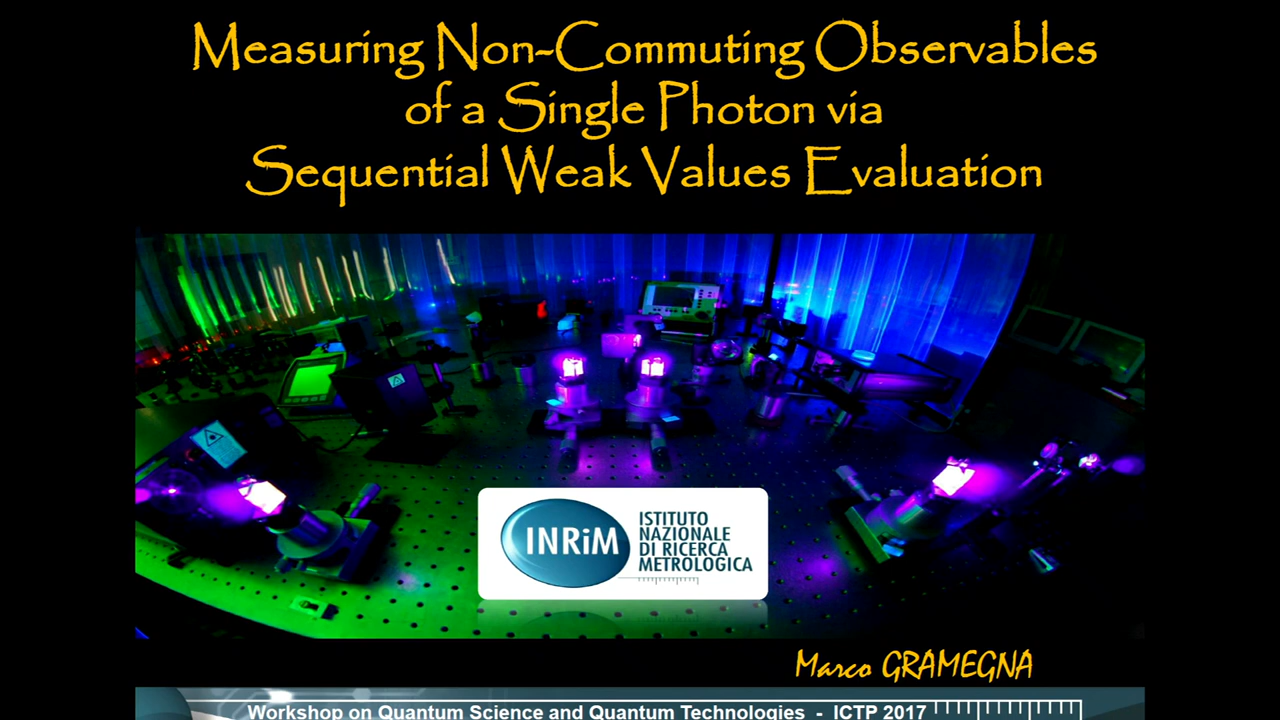 Measuring Non-Commuting Observables
of a Single Photon via
Sequential Weak Values Evaluation
INRiM
ISTITUTO
NAZIONALE
DI RICERCA
METROLOGICA
Marco GRAMEGNA
Workshop on Quantum Science and Quantum Technologies - ICTP 2017